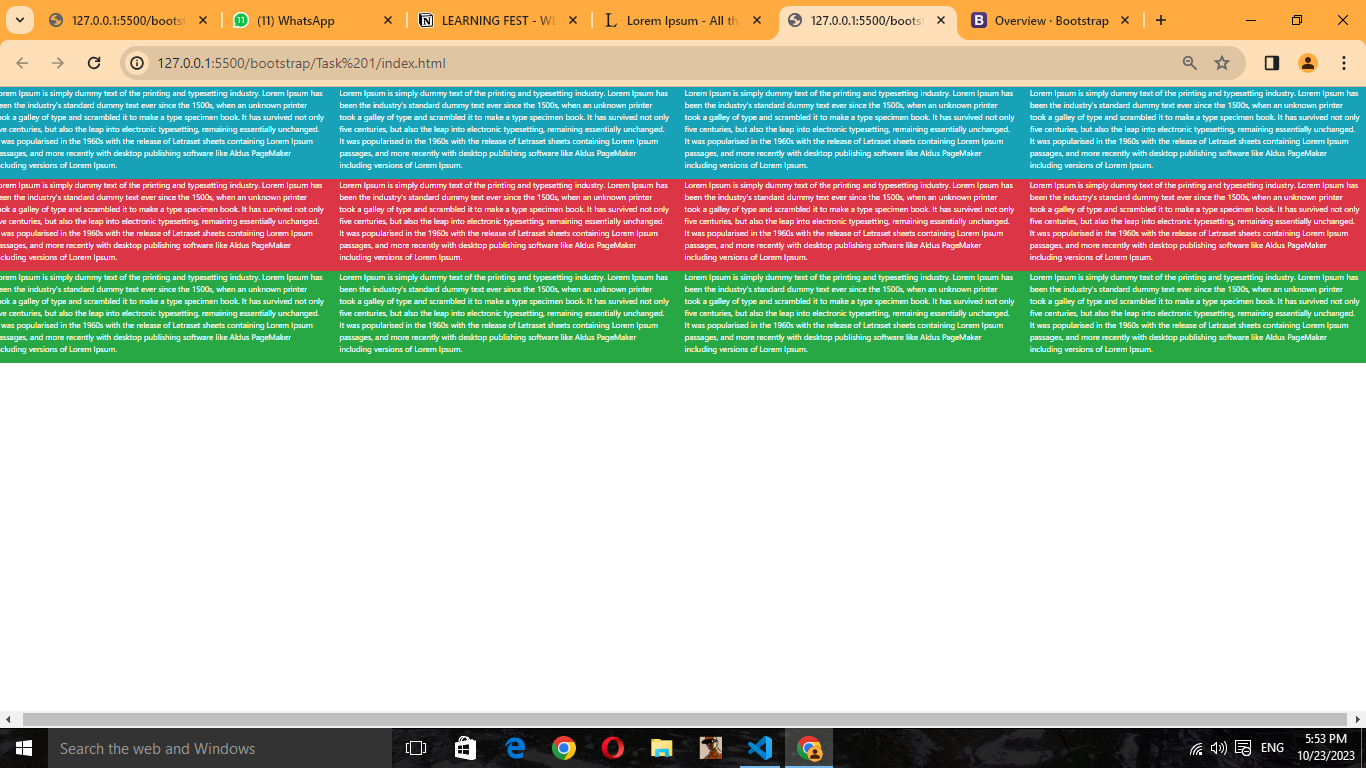 127.0.0.1:5500/boots
(11) WhatsApp
LEARNING FEST - WE
Lorem Ipsum - All th
127.0.0.1:5500/boots
Overview · Bootstrap
127.0.0.1:5500/bootstrap/Task%201/index.html
orem Ipsum is simply dummy text of the printing and typesetting industry. Lorem Ipsum has
een the industry's standard dummy text ever since the 1500s, when an unknown printer
ook a galley of type and scrambled it to make a type specimen book. It has survived not only
ve centuries, but also the leap into electronic typesetting, remaining essentially unchanged.
was popularised in the 1960s with the release of Letraset sheets containing Lorem Ipsum
assages, and more recently with desktop publishing software like Aldus PageMaker
cluding versions of Lorem Ipsum.
Lorem Ipsum is simply dummy text of the printing and typesetting industry. Lorem Ipsum has
been the industry's standard dummy text ever since the 1500s, when an unknown printer
took a galley of type and scrambled it to make a type specimen book. It has survived not only
five centuries, but also the leap into electronic typesetting, remaining essentially unchanged.
It was popularised in the 1960s with the release of Letraset sheets containing Lorem Ipsum
passages, and more recently with desktop publishing software like Aldus PageMaker
including versions of Lorem Ipsum.
Lorem Ipsum is simply dummy text of the printing and typesetting industry. Lorem Ipsum has
been the industry's standard dummy text ever since the 1500s, when an unknown printer
took a galley of type and scrambled it to make a type specimen book. It has survived not only
five centuries, but also the leap into electronic typesetting, remaining essentially unchanged.
It was popularised in the 1960s with the release of Letraset sheets containing Lorem Ipsum
passages, and more recently with desktop publishing software like Aldus PageMaker
including versions of Lorem Ipsum.
Lorem Ipsum is simply dummy text of the printing and typesetting industry. Lorem Ipsum has
been the industry's standard dummy text ever since the 1500s, when an unknown printer
took a galley of type and scrambled it to make a type specimen book. It has survived not only
five centuries, but also the leap into electronic typesetting, remaining essentially unchanged.
It was popularised in the 1960s with the release of Letraset sheets containing Lorem Ipsum
passages, and more recently with desktop publishing software like Aldus PageMaker
including versions of Lorem Ipsum.
orem Ipsum is simply dummy text of the printing and typesetting industry. Lorem Ipsum has
een the industry's standard dummy text ever since the 1500s, when an unknown printer
ook a galley of type and scrambled it to make a type specimen book. It has survived not only
ve centuries, but also the leap into electronic typesetting, remaining essentially unchanged.
was popularised in the 1960s with the release of Letraset sheets containing Lorem Ipsum
assages, and more recently with desktop publishing software like Aldus PageMaker
cluding versions of Lorem Ipsum.
Lorem Ipsum is simply dummy text of the printing and typesetting industry. Lorem Ipsum has
been the industry's standard dummy text ever since the 1500s, when an unknown printer
took a galley of type and scrambled it to make a type specimen book. It has survived not only
five centuries, but also the leap into electronic typesetting, remaining essentially unchanged.
It was popularised in the 1960s with the release of Letraset sheets containing Lorem Ipsum
passages, and more recently with desktop publishing software like Aldus PageMaker
including versions of Lorem Ipsum.
Lorem Ipsum is simply dummy text of the printing and typesetting industry. Lorem Ipsum has
been the industry's standard dummy text ever since the 1500s, when an unknown printer
took a galley of type and scrambled it to make a type specimen book. It has survived not only
five centuries, but also the leap into electronic typesetting, remaining essentially unchanged.
It was popularised in the 1960s with the release of Letraset sheets containing Lorem Ipsum
passages, and more recently with desktop publishing software like Aldus PageMaker
including versions of Lorem Ipsum.
Lorem Ipsum is simply dummy text of the printing and typesetting industry. Lorem Ipsum has
been the industry's standard dummy text ever since the 1500s, when an unknown printer
took a galley of type and scrambled it to make a type specimen book. It has survived not only
five centuries, but also the leap into electronic typesetting, remaining essentially unchanged.
It was popularised in the 1960s with the release of Letraset sheets containing Lorem Ipsum
passages, and more recently with desktop publishing software like Aldus PageMaker
including versions of Lorem Ipsum.
orem Ipsum is simply dummy text of the printing and typesetting industry. Lorem Ipsum has
een the industry's standard dummy text ever since the 1500s, when an unknown printer
ook a galley of type and scrambled it to make a type specimen book. It has survived not only
ve centuries, but also the leap into electronic typesetting, remaining essentially unchanged.
was popularised in the 1960s with the release of Letraset sheets containing Lorem Ipsum
assages, and more recently with desktop publishing software like Aldus PageMaker
cluding versions of Lorem Ipsum.
Lorem Ipsum is simply dummy text of the printing and typesetting industry. Lorem Ipsum has
been the industry's standard dummy text ever since the 1500s, when an unknown printer
took a galley of type and scrambled it to make a type specimen book. It has survived not only
five centuries, but also the leap into electronic typesetting, remaining essentially unchanged.
It was popularised in the 1960s with the release of Letraset sheets containing Lorem Ipsum
passages, and more recently with desktop publishing software like Aldus PageMaker
including versions of Lorem Ipsum.
Lorem Ipsum is simply dummy text of the printing and typesetting industry. Lorem Ipsum has
been the industry's standard dummy text ever since the 1500s, when an unknown printer
took a galley of type and scrambled it to make a type specimen book. It has survived not only
five centuries, but also the leap into electronic typesetting, remaining essentially unchanged.
It was popularised in the 1960s with the release of Letraset sheets containing Lorem Ipsum
passages, and more recently with desktop publishing software like Aldus PageMaker
including versions of Lorem Ipsum.
Lorem Ipsum is simply dummy text of the printing and typesetting industry. Lorem Ipsum has
been the industry's standard dummy text ever since the 1500s, when an unknown printer
took a galley of type and scrambled it to make a type specimen book. It has survived not only
five centuries, but also the leap into electronic typesetting, remaining essentially unchanged.
It was popularised in the 1960s with the release of Letraset sheets containing Lorem Ipsum
passages, and more recently with desktop publishing software like Aldus PageMaker
including versions of Lorem Ipsum.
Search the web and Windows
ENG
5:53 PM
10/23/2023